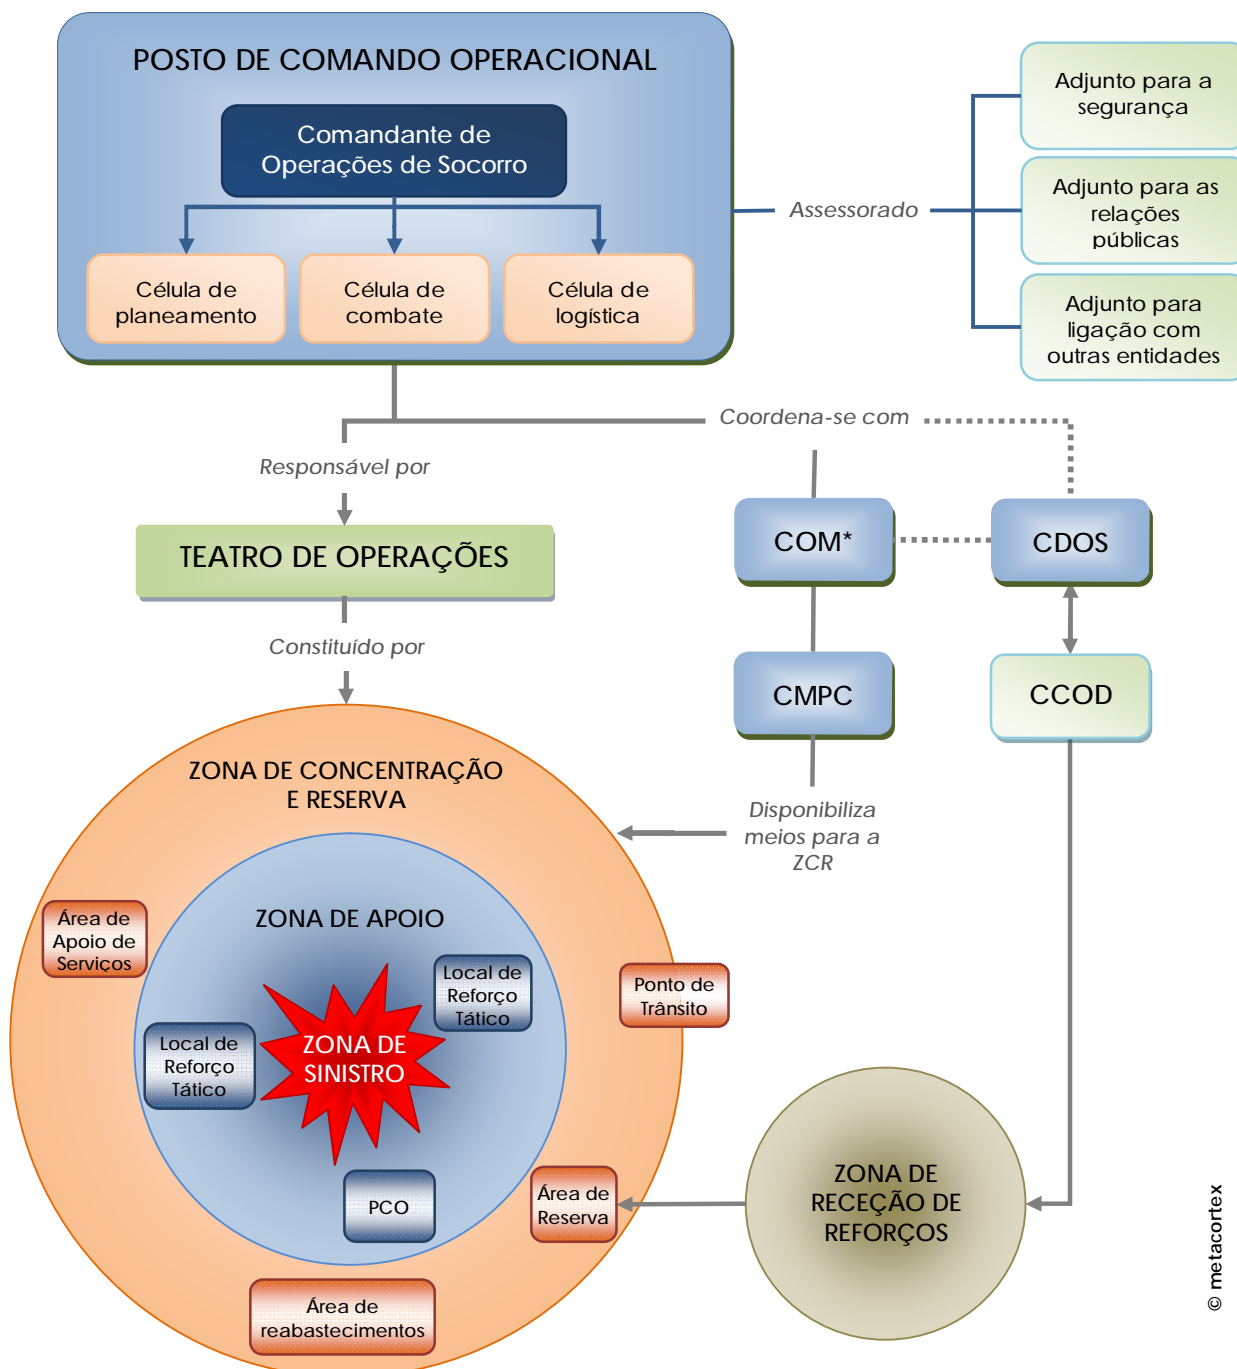 POSTO DE COMANDO OPERACIONAL
Comandante de
Operações de Socorro
Célula de
planeamento
Célula de
combate
Célula de
logística
Assessorado
Adjunto para a
segurança
Adjunto para as
relações
públicas
Adjunto para
ligação com
outras entidades
Coordena-se com
Responsável por
TEATRO DE OPERAÇÕES
COM*
CDOS
Constituído por
CMPC
CCOD
ZONA DE CONCENTRAÇÃO
E RESERVA
Disponibiliza
meios para a
ZCR
ZONA DE APOIO
Área de
Apoio de
Serviços
Local de
Reforço
Tático
Ponto de
Trânsito
Local de
Reforço
Tático
ZONA DE
SINISTRO
PCO
Área de
Reserva
ZONA DE
RECEÇÃO DE
REFORÇOS
Área de
reabastecimentos
© metacortex